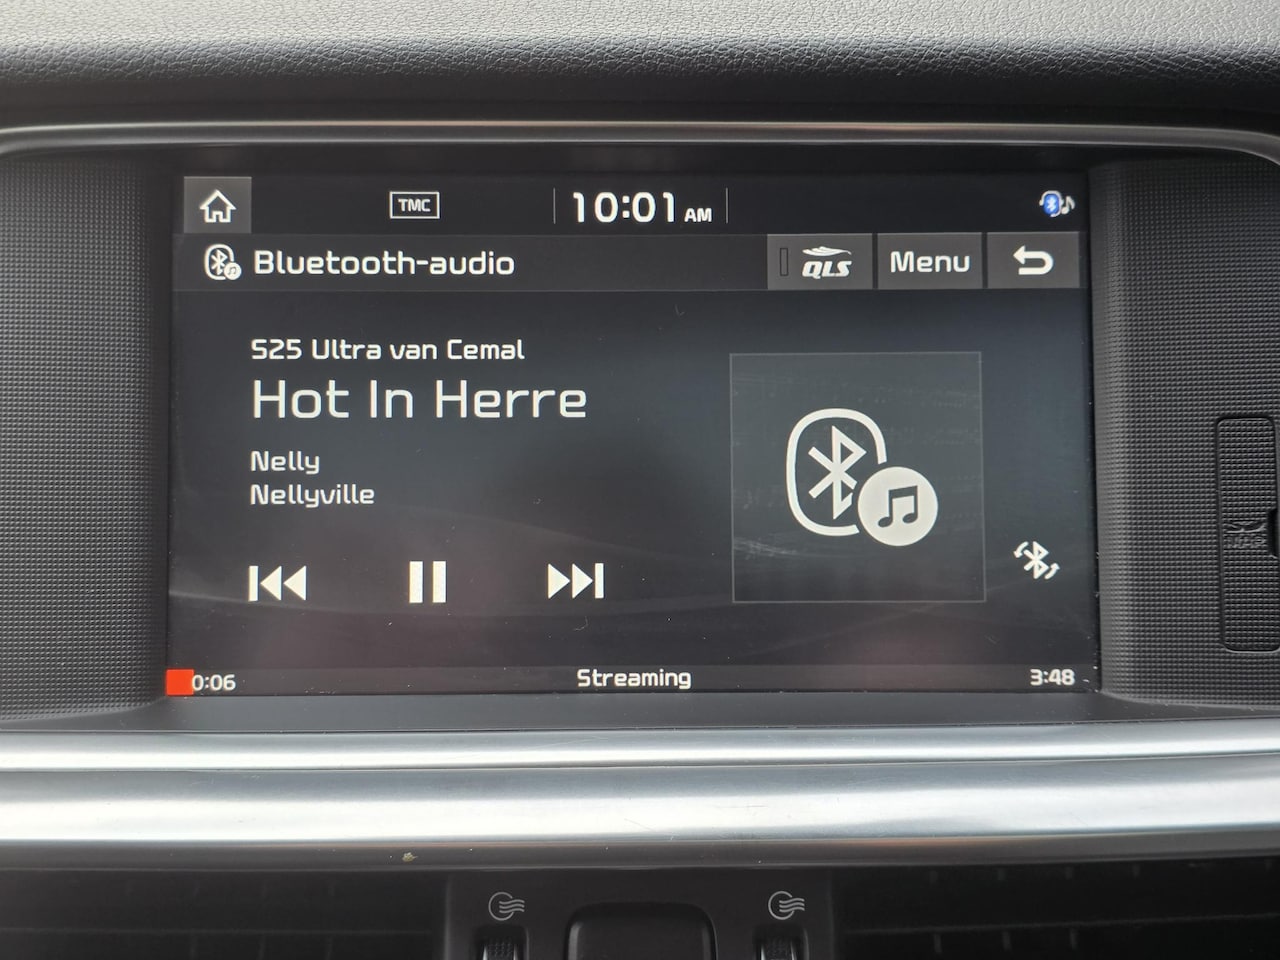 TMC
10:01 AM
Bluetooth-audio
QLS
Menu
S25 Ultra van Cemal
Hot In Herre
Nelly
Nellyville
0:06
Streaming
3:48